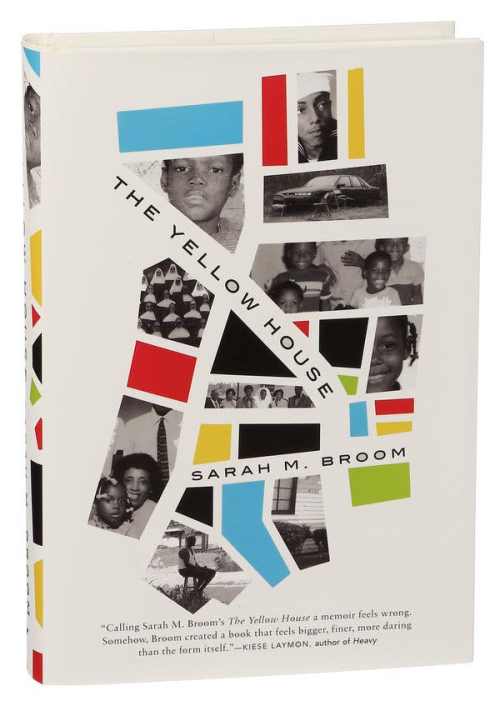 THE YELLOW HOUSE
SARAH M. BROOM
“Calling Sarah M. Broom’s The Yellow House a memoir feels wrong.
Somehow, Broom created a book that feels bigger, finer, more daring
than the form itself.”—KIESE LAYMON, author of Heavy